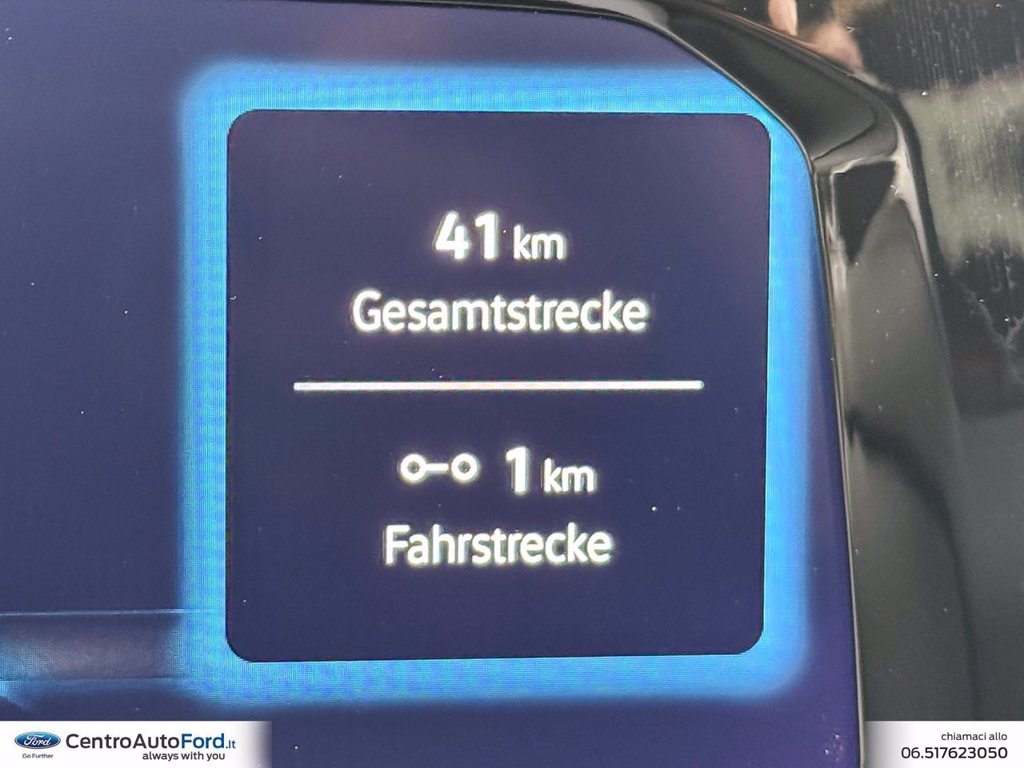 41 km
Gesamtstrecke
1 km
Fahrstrecke
Ford CentroAutoFord.it
Go Further always with you
chiamaci allo
06.517623050